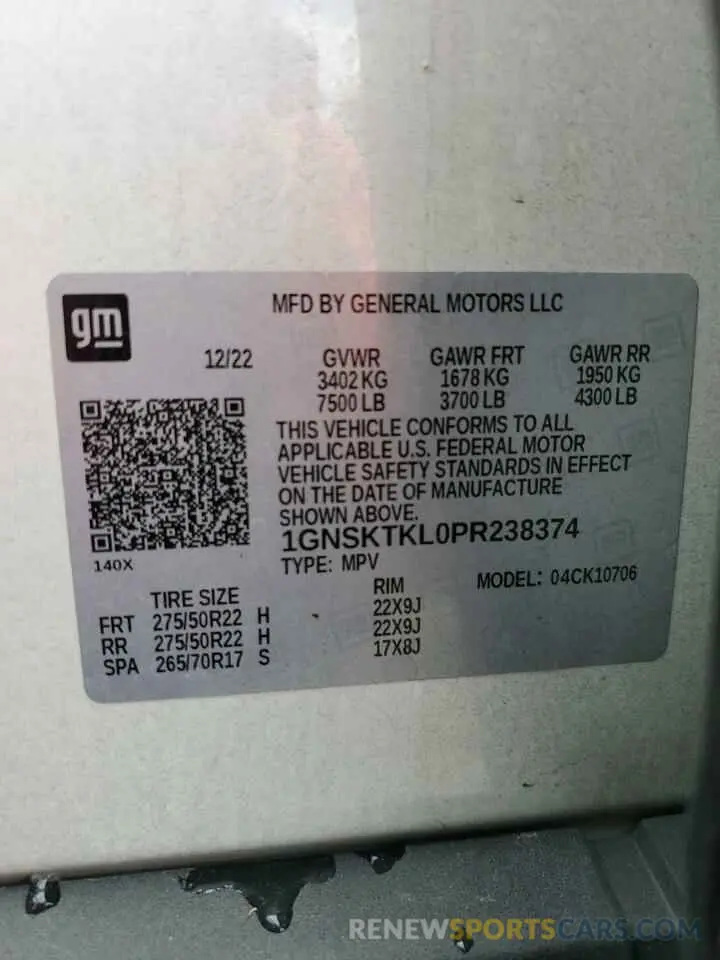 gm
MFD BY GENERAL MOTORS LLC
12/22
GVWR GAWR FRT GAWR RR
3402 KG 1678 KG 1950 KG
7500 LB 3700 LB 4300 LB
THIS VEHICLE CONFORMS TO ALL
APPLICABLE U.S. FEDERAL MOTOR
VEHICLE SAFETY STANDARDS IN EFFECT
ON THE DATE OF MANUFACTURE
SHOWN ABOVE.
1GNSKTKL0PR238374
140X
TYPE: MPV
MODEL: 04CK10706
TIRE SIZE RIM
FRT 275/50R22 H 22X9J
RR 275/50R22 H 22X9J
SPA 265/70R17 S 17X8J
RENEWSPORTSCARS.COM